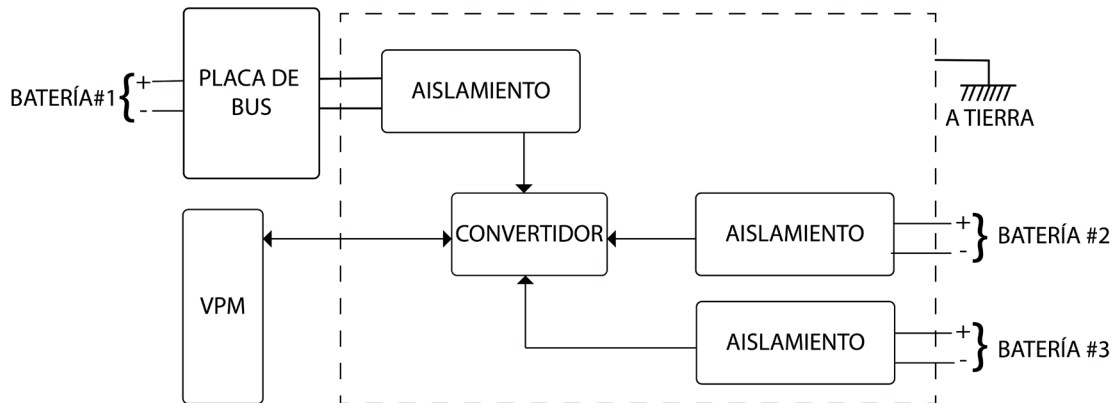 BATERÍA#1
+
-
PLACA DE
BUS
AISLAMIENTO
A TIERRA
VPM
CONVERTIDOR
AISLAMIENTO
+
-
BATERÍA #2
AISLAMIENTO
+
-
BATERÍA #3